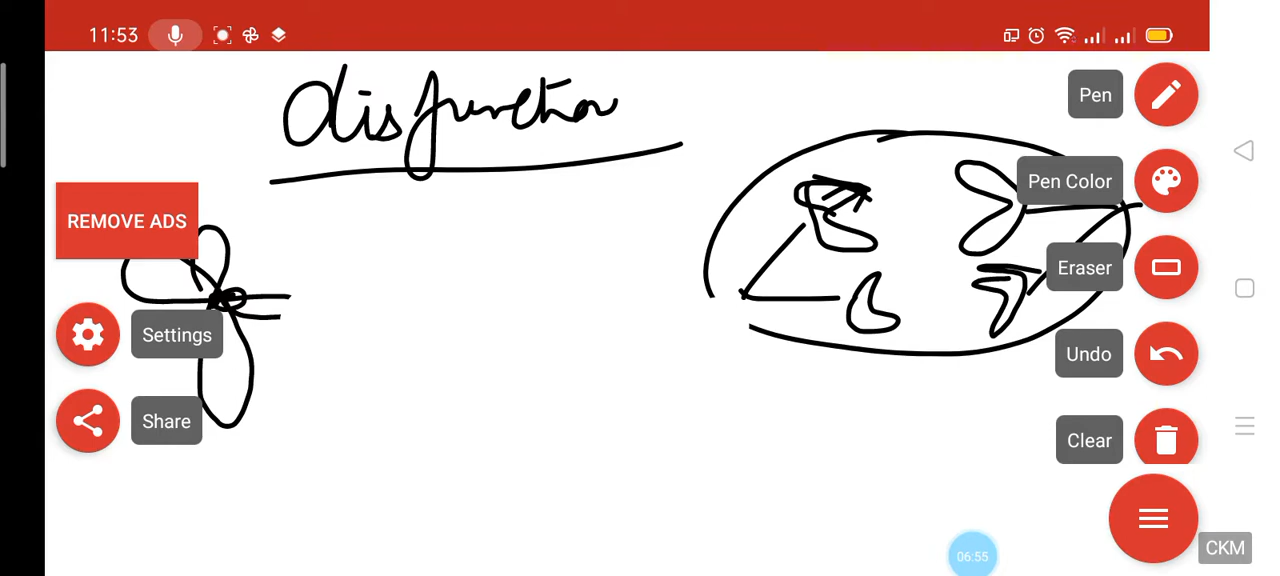 11:53
disfunction
Pen
REMOVE ADS
Pen Color
Eraser
Settings
Undo
Share
Clear
06:55
CKM